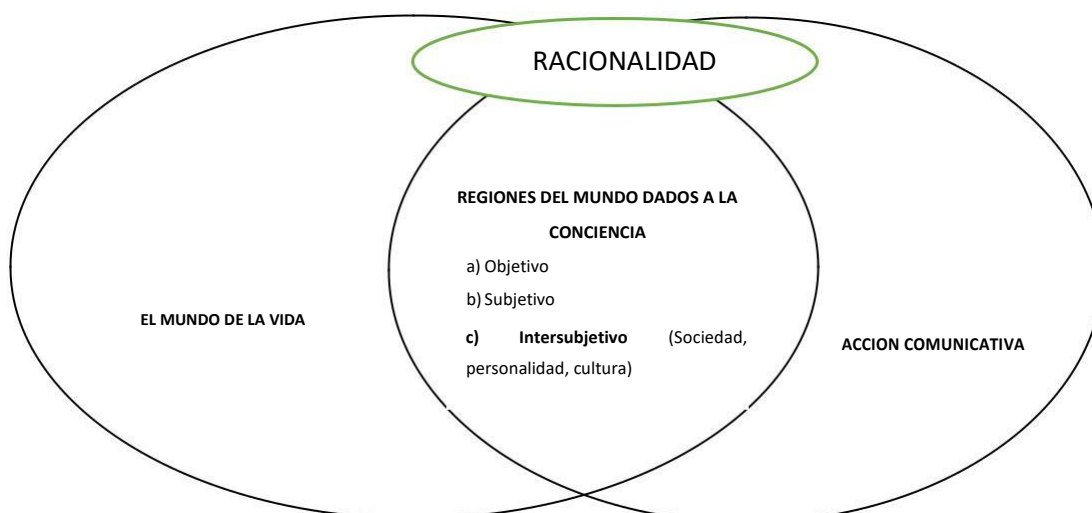 RACIONALIDAD
REGIONES DEL MUNDO DADOS A LA
CONCIENCIA
a) Objetivo
b) Subjetivo
c) Intersubjetivo (Sociedad,
personalidad, cultura)
EL MUNDO DE LA VIDA
ACCION COMUNICATIVA